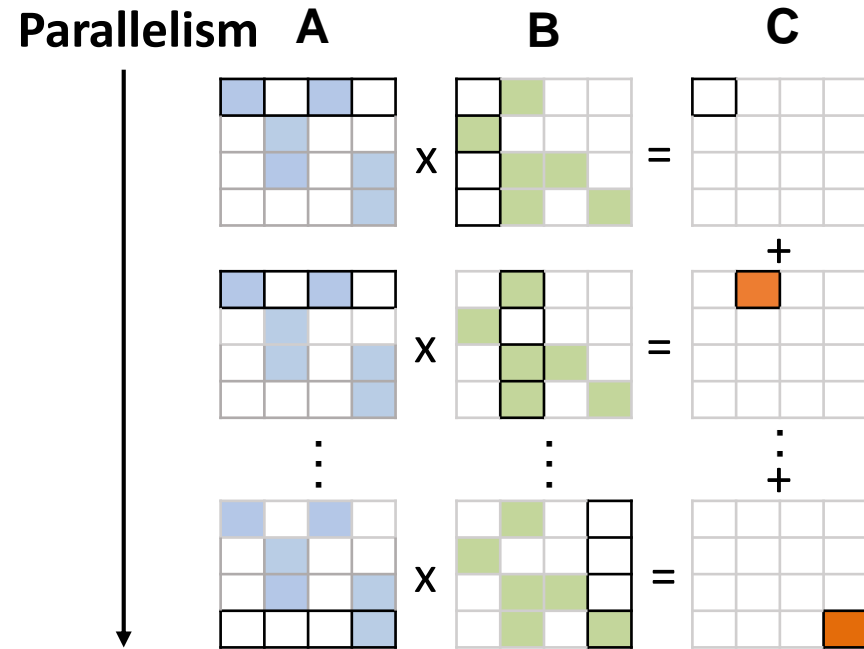 Parallelism A B C
x =
+
x =
⋮ ⋮ ⋮
+
x =